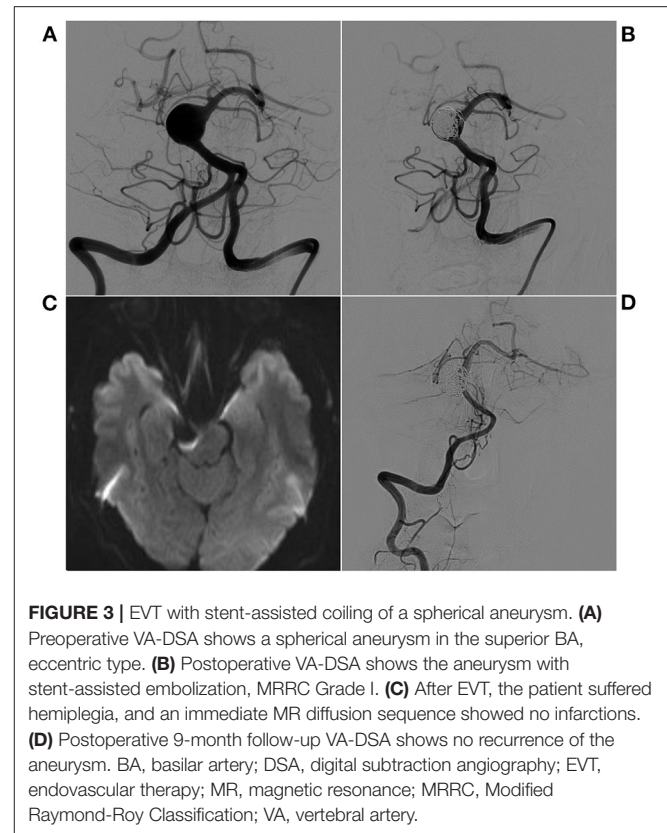 A
B
C
D
FIGURE 3 | EVT with stent-assisted coiling of a spherical aneurysm. (A)
Preoperative VA-DSA shows a spherical aneurysm in the superior BA,
eccentric type. (B) Postoperative VA-DSA shows the aneurysm with
stent-assisted embolization, MRRC Grade I. (C) After EVT, the patient suffered
hemiplegia, and an immediate MR diffusion sequence showed no infarctions.
(D) Postoperative 9-month follow-up VA-DSA shows no recurrence of the
aneurysm. BA, basilar artery; DSA, digital subtraction angiography; EVT,
endovascular therapy; MR, magnetic resonance; MRRC, Modified
Raymond-Roy Classification; VA, vertebral artery.